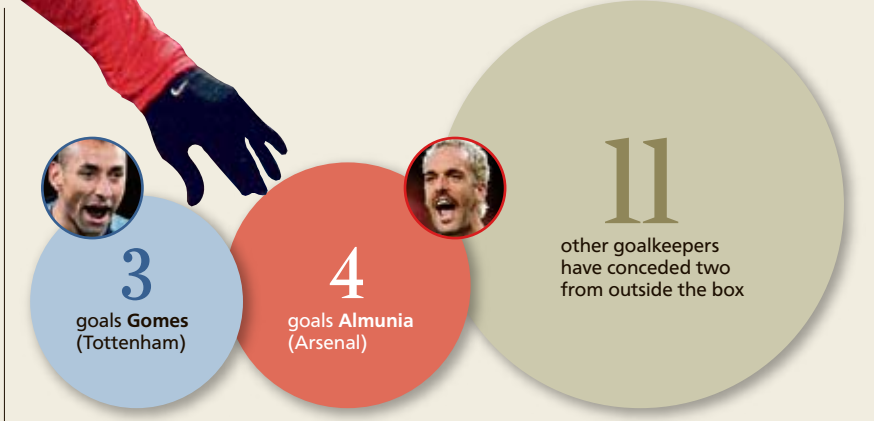 3
goals Gomes
(Tottenham)
4
goals Almunia
(Arsenal)
11
other goalkeepers
have conceded two
from outside the box